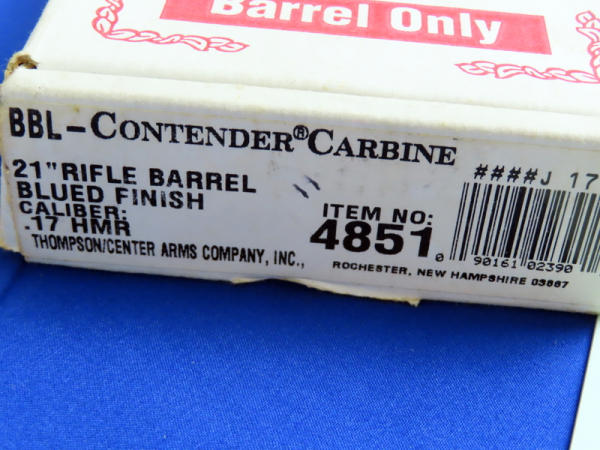 Barrel Only
BBL-CONTENDER®CARBINE
21" RIFLE BARREL
BLUED FINISH
CALIBER:
.17 HMR
THOMPSON/CENTER ARMS COMPANY, INC.,
ITEM NO:
4851
####J 17
0 90161 02390
ROCHESTER, NEW HAMPSHIRE 03867